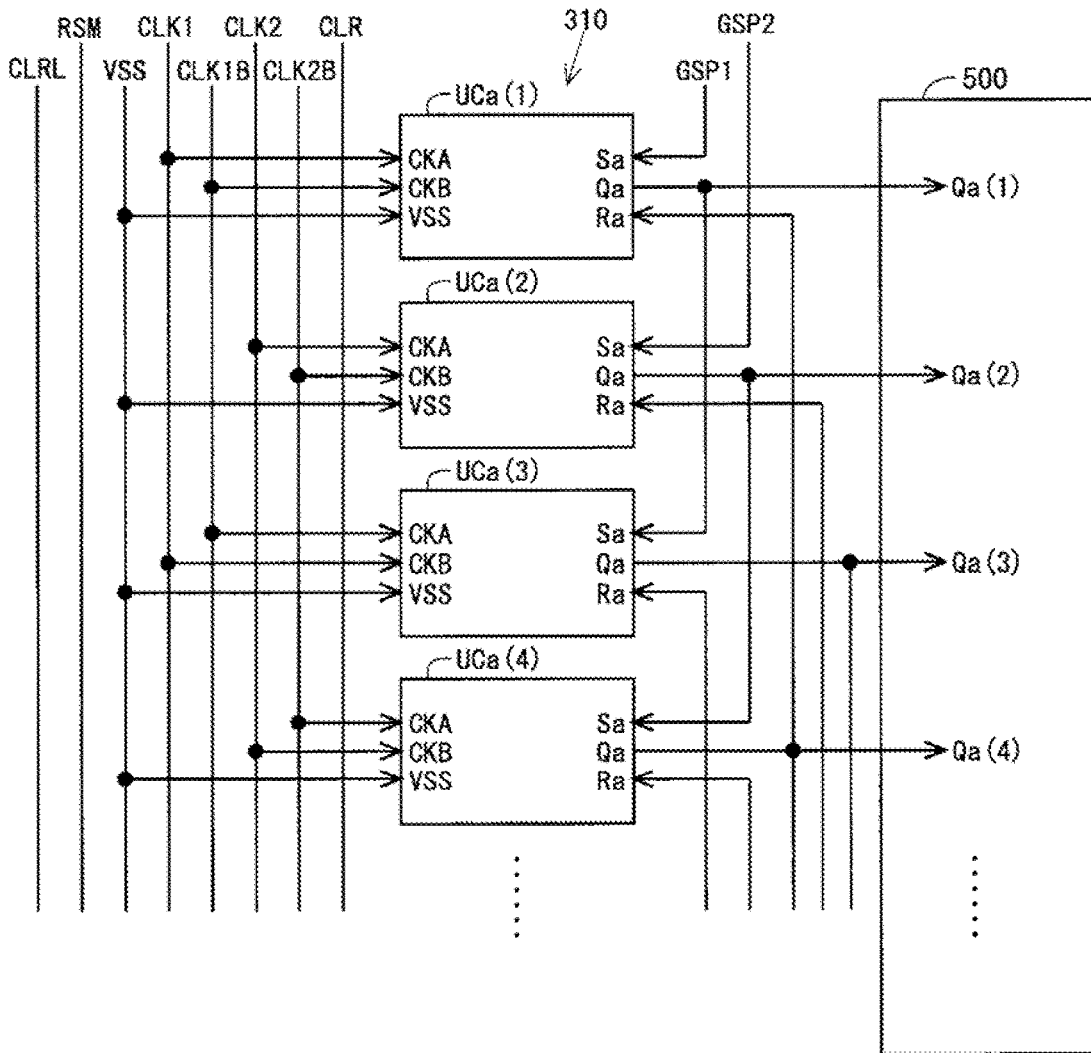 RSM CLK1 CLK2 CLR 310 GSP2
CLRL VSS CLK1B CLK2B GSP1 500
UCa(1)
CKA Sa
CKB Qa Qa(1)
VSS Ra
UCa(2)
CKA Sa
CKB Qa Qa(2)
VSS Ra
UCa(3)
CKA Sa
CKB Qa Qa(3)
VSS Ra
UCa(4)
CKA Sa
CKB Qa Qa(4)
VSS Ra